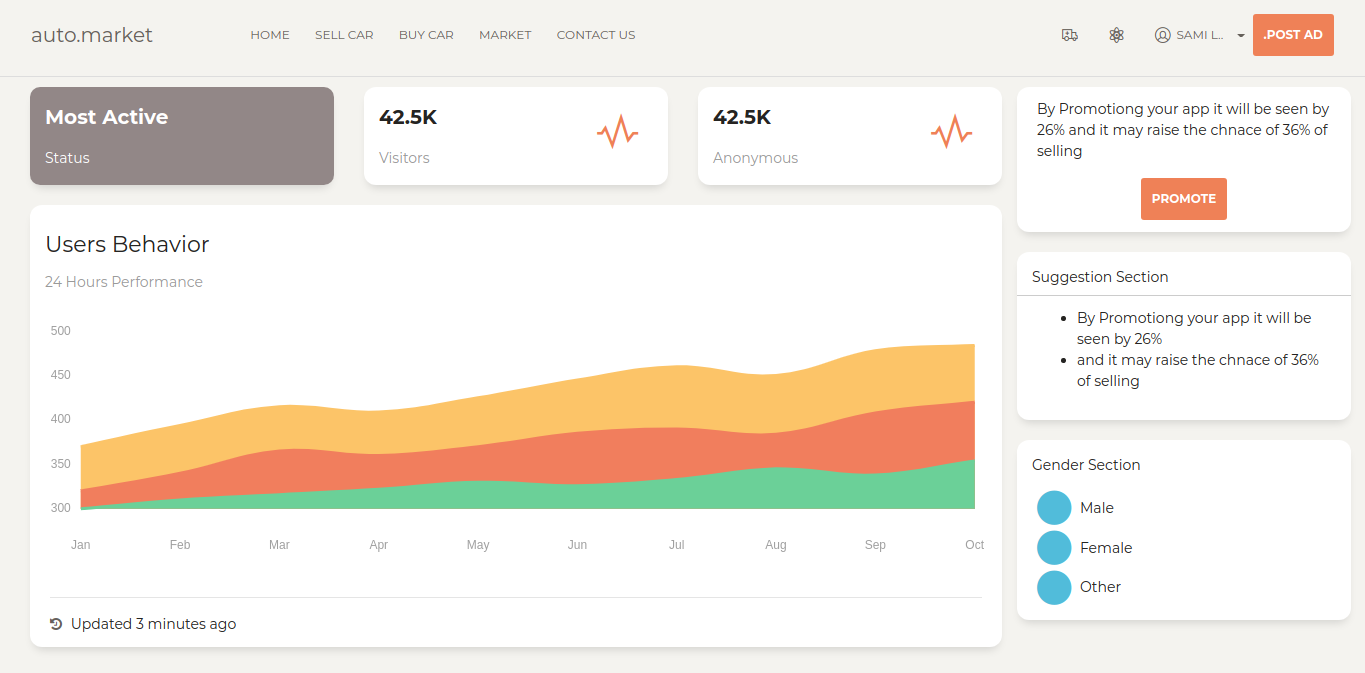 auto.market
HOME
SELL CAR
BUY CAR
MARKET
CONTACT US
SAMI L..
.POST AD
Most Active
Status
42.5K
Visitors
42.5K
Anonymous
By Promotiong your app it will be seen by
26% and it may raise the chnace of 36% of
selling
PROMOTE
Users Behavior
24 Hours Performance
500
450
400
350
300
Jan
Feb
Mar
Apr
May
Jun
Jul
Aug
Sep
Oct
Updated 3 minutes ago
Suggestion Section
By Promotiong your app it will be
seen by 26%
and it may raise the chnace of 36%
of selling
Gender Section
Male
Female
Other